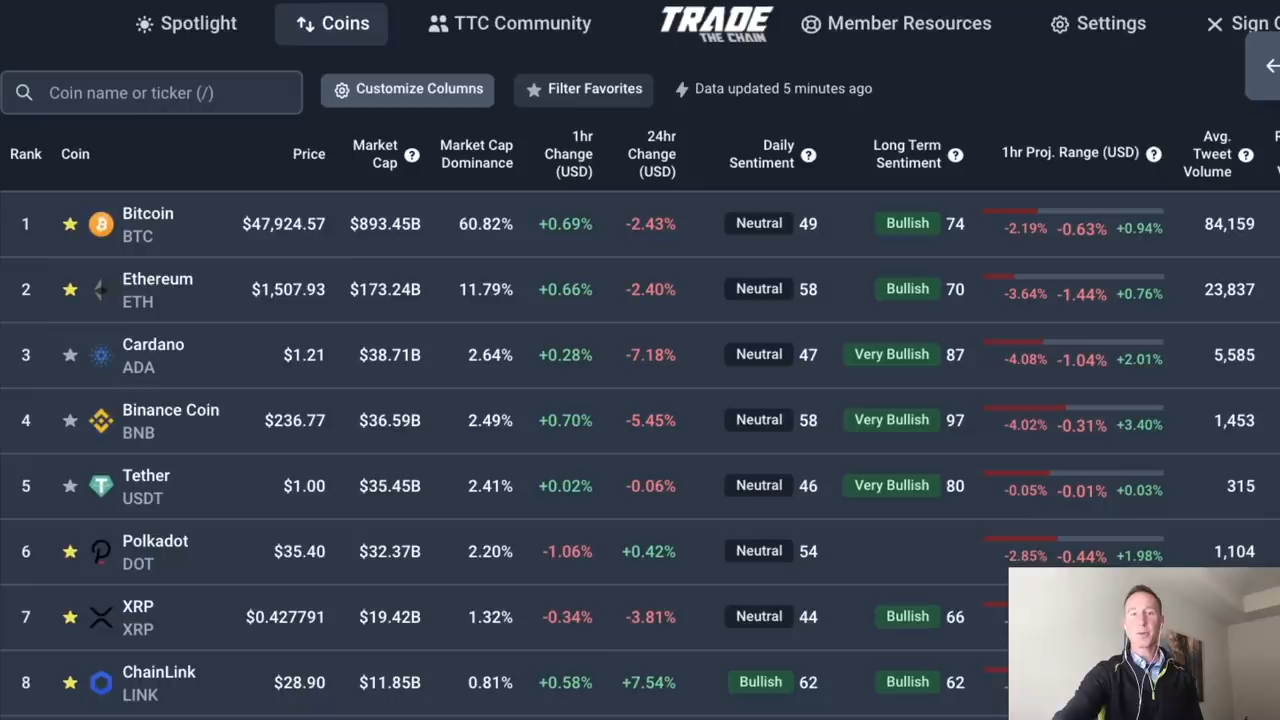 Spotlight Coins TTC Community TRADE THE CHAIN Member Resources Settings Sign
Coin name or ticker (/) Customize Columns Filter Favorites Data updated 5 minutes ago
Rank Coin Price Market Cap ? Market Cap Dominance 1hr Change (USD) 24hr Change (USD) Daily Sentiment ? Long Term Sentiment ? 1hr Proj. Range (USD) ? Avg. Tweet Volume ?
1 Bitcoin BTC $47,924.57 $893.45B 60.82% +0.69% -2.43% Neutral 49 Bullish 74 -2.19% -0.63% +0.94% 84,159
2 Ethereum ETH $1,507.93 $173.24B 11.79% +0.66% -2.40% Neutral 58 Bullish 70 -3.64% -1.44% +0.76% 23,837
3 Cardano ADA $1.21 $38.71B 2.64% +0.28% -7.18% Neutral 47 Very Bullish 87 -4.08% -1.04% +2.01% 5,585
4 Binance Coin BNB $236.77 $36.59B 2.49% +0.70% -5.45% Neutral 58 Very Bullish 97 -4.02% -0.31% +3.40% 1,453
5 Tether USDT $1.00 $35.45B 2.41% +0.02% -0.06% Neutral 46 Very Bullish 80 -0.05% -0.01% +0.03% 315
6 Polkadot DOT $35.40 $32.37B 2.20% -1.06% +0.42% Neutral 54 -2.85% -0.44% +1.98% 1,104
7 XRP XRP $0.427791 $19.42B 1.32% -0.34% -3.81% Neutral 44 Bullish 66
8 ChainLink LINK $28.90 $11.85B 0.81% +0.58% +7.54% Bullish 62 Bullish 62